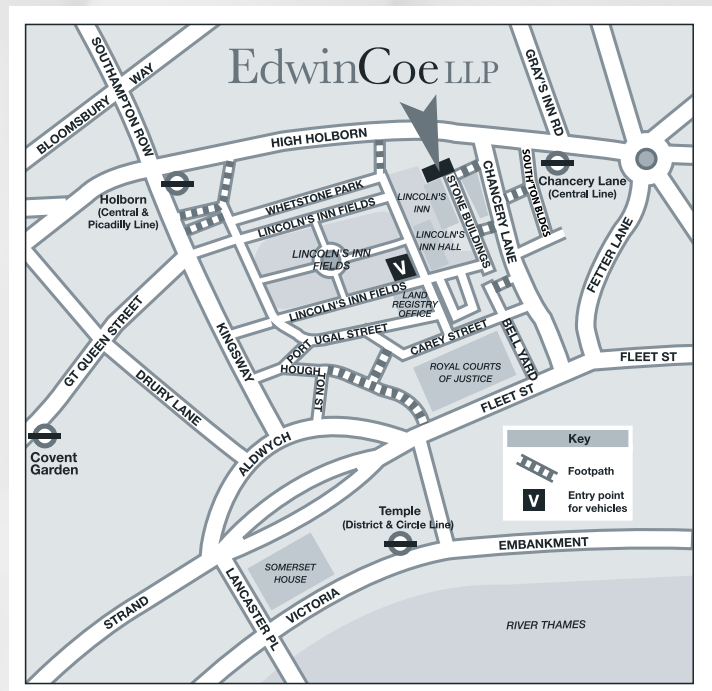 EdwinCoe LLP
SOUTHAMPTON ROW
BLOOMSBURY WAY
GRAY'S INN RD
HIGH HOLBORN
Holborn
(Central &
Picadilly Line)
Chancery Lane
(Central Line)
WHETSTONE PARK
LINCOLN'S INN FIELDS
LINCOLN'S
INN
LINCOLN'S
INN HALL
STONE BUILDINGS
CHANCERY LANE
SOUTH'TON BLDGS
FETTER LANE
LINCOLN'S INN
FIELDS
V
LINCOLN'S INN FIELDS
LAND
REGISTRY
OFFICE
PORT UGAL STREET
CAREY STREET
BELL YARD
HOUGH TON ST
KINGSWAY
GT QUEEN STREET
DRURY LANE
ROYAL COURTS
OF JUSTICE
FLEET ST
FLEET ST
ALDWYCH
Covent
Garden
Key
Footpath
V
Entry point
for vehicles
Temple
(District & Circle Line)
EMBANKMENT
SOMERSET
HOUSE
STRAND
LANCASTER PL
VICTORIA
RIVER THAMES